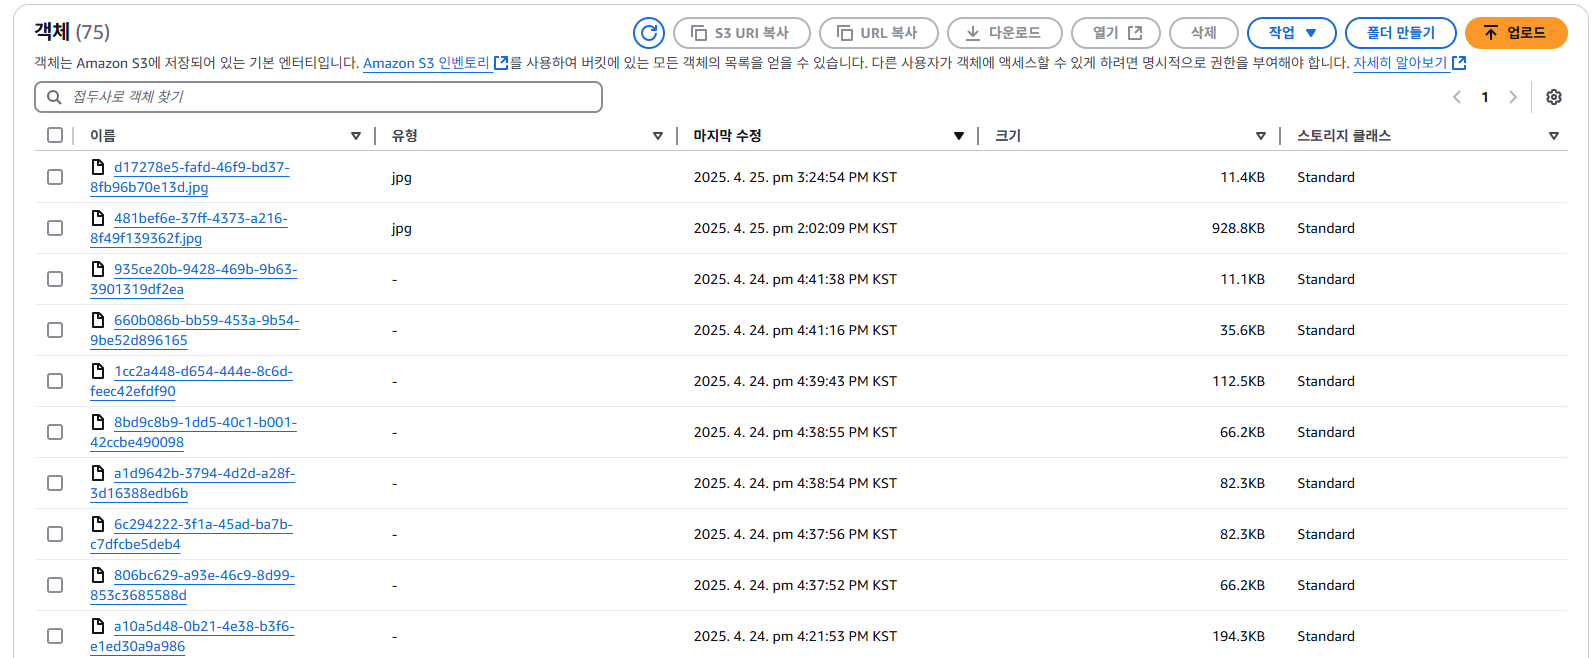 객체 (75)
S3 URI 복사
URL 복사
다운로드
열기
삭제
작업
폴더 만들기
업로드
객체는 Amazon S3에 저장되어 있는 기본 엔터티입니다. Amazon S3 인벤토리를 사용하여 버킷에 있는 모든 객체의 목록을 얻을 수 있습니다. 다른 사용자가 객체에 액세스할 수 있게 하려면 명시적으로 권한을 부여해야 합니다. 자세히 알아보기
접두사로 객체 찾기
1
이름 유형 마지막 수정 크기 스토리지 클래스
d17278e5-fafd-46f9-bd37-
8fb96b70e13d.jpg
jpg 2025. 4. 25. pm 3:24:54 PM KST 11.4KB Standard
481bef6e-37ff-4373-a216-
8f49f139362f.jpg
jpg 2025. 4. 25. pm 2:02:09 PM KST 928.8KB Standard
935ce20b-9428-469b-9b63-
3901319df2ea
- 2025. 4. 24. pm 4:41:38 PM KST 11.1KB Standard
660b086b-bb59-453a-9b54-
9be52d896165
- 2025. 4. 24. pm 4:41:16 PM KST 35.6KB Standard
1cc2a448-d654-444e-8c6d-
feec42efdf90
- 2025. 4. 24. pm 4:39:43 PM KST 112.5KB Standard
8bd9c8b9-1dd5-40c1-b001-
42ccbe490098
- 2025. 4. 24. pm 4:38:55 PM KST 66.2KB Standard
a1d9642b-3794-4d2d-a28f-
3d16388edb6b
- 2025. 4. 24. pm 4:38:54 PM KST 82.3KB Standard
6c294222-3f1a-45ad-ba7b-
c7dfcbe5deb4
- 2025. 4. 24. pm 4:37:56 PM KST 82.3KB Standard
806bc629-a93e-46c9-8d99-
853c3685588d
- 2025. 4. 24. pm 4:37:52 PM KST 66.2KB Standard
a10a5d48-0b21-4e38-b3f6-
e1ed30a9a986
- 2025. 4. 24. pm 4:21:53 PM KST 194.3KB Standard